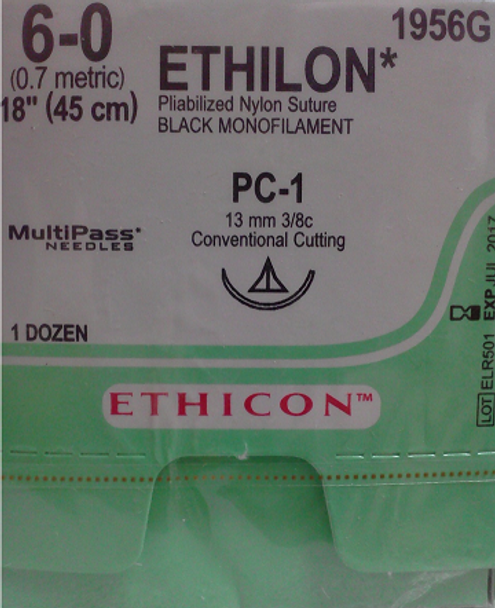 6-0
(0.7 metric)
18" (45 cm)
1956G
ETHILON*
Pliabilized Nylon Suture
BLACK MONOFILAMENT
PC-1
13 mm 3/8c
Conventional Cutting
MultiPass*
NEEDLES
1 DOZEN
ETHICON™
LOT ELR501 EXP JUL 2017